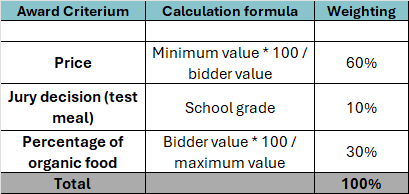 Award Criterium Calculation formula Weighting
Price Minimum value * 100 / bidder value 60%
Jury decision (test meal) School grade 10%
Percentage of organic food Bidder value * 100 / maximum value 30%
Total 100%